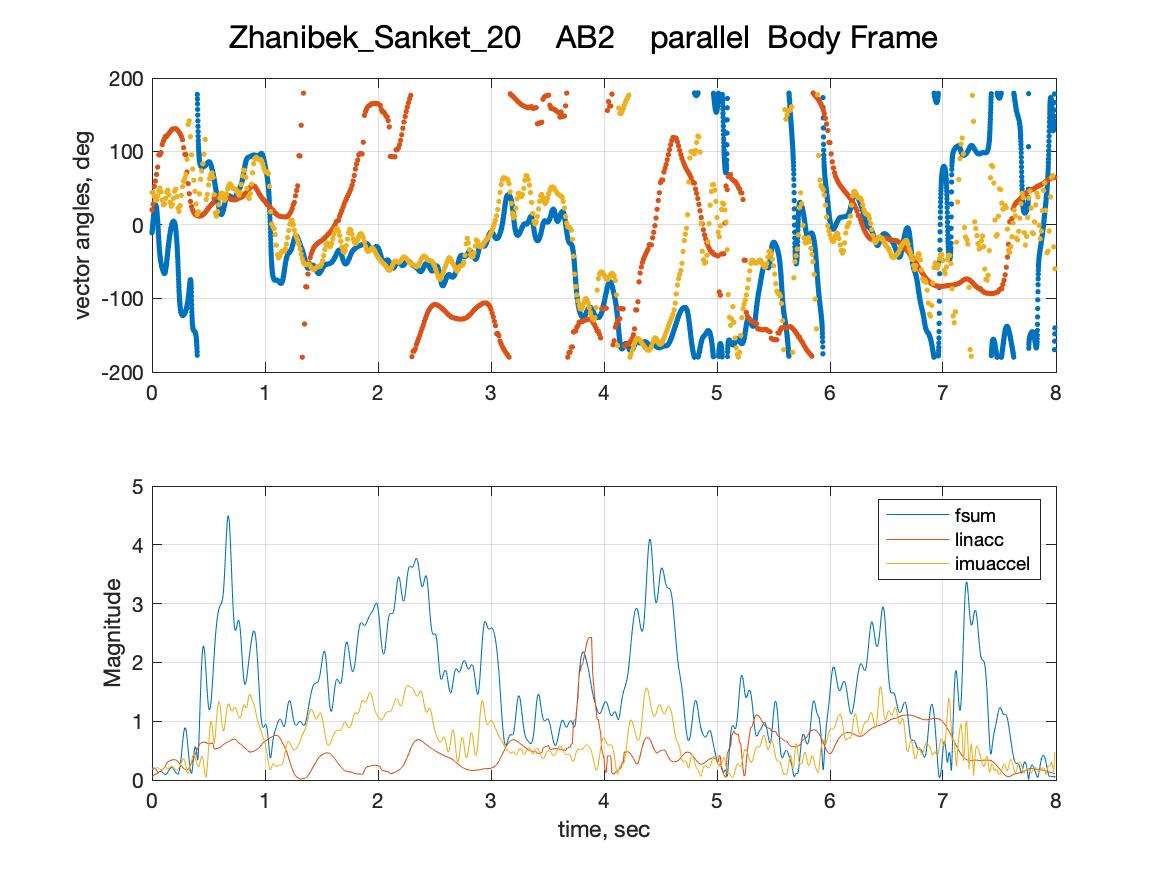 Zhanibek_Sanket_20 AB2 parallel Body Frame
200
100
0
-100
-200
vector angles, deg
0 1 2 3 4 5 6 7 8
5
4
3
2
1
0
Magnitude
fsum
linacc
imuaccel
0 1 2 3 4 5 6 7 8
time, sec